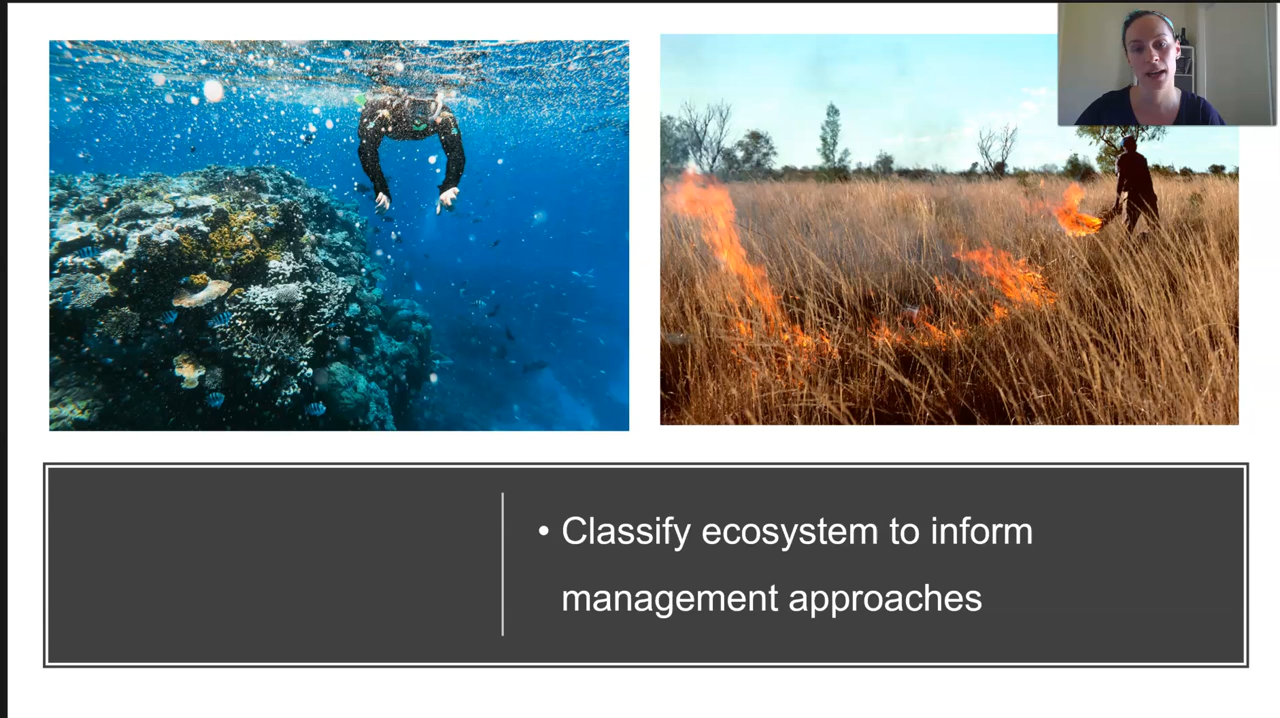 • Classify ecosystem to inform
management approaches